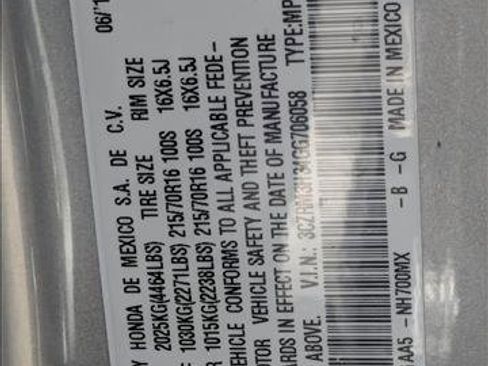 06/1
Y HONDA DE MEXICO S.A. DE C.V.
TIRE SIZE RIM SIZE
2025KG(4464LBS)
1030KG(2271LBS) 215/70R16 100S 16X6.5J
R 1015KG(2238LBS) 215/70R16 100S 16X6.5J
EHICLE CONFORMS TO ALL APPLICABLE FEDE-
OTOR VEHICLE SAFETY AND THEFT PREVENTION
ARDS IN EFFECT ON THE DATE OF MANUFACTURE
ABOVE. V.I.N.: TYPE:MP
AA5 -NH700MX -B -G MADE IN MEXICO